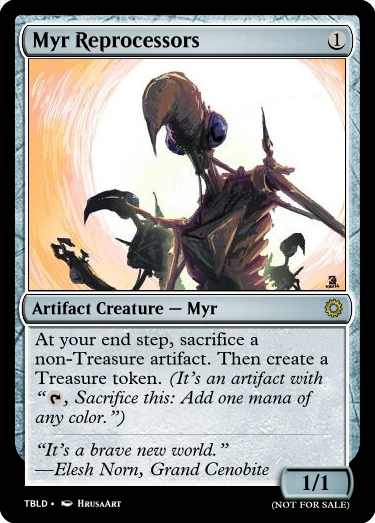 Myr Reprocessors 1
Artifact Creature — Myr
At your end step, sacrifice a
non-Treasure artifact. Then create a
Treasure token. (It's an artifact with
“, Sacrifice this: Add one mana of
any color.”)
“It's a brave new world.”
—Elesh Norn, Grand Cenobite
1/1
TBLD • HrusaArt
(NOT FOR SALE)